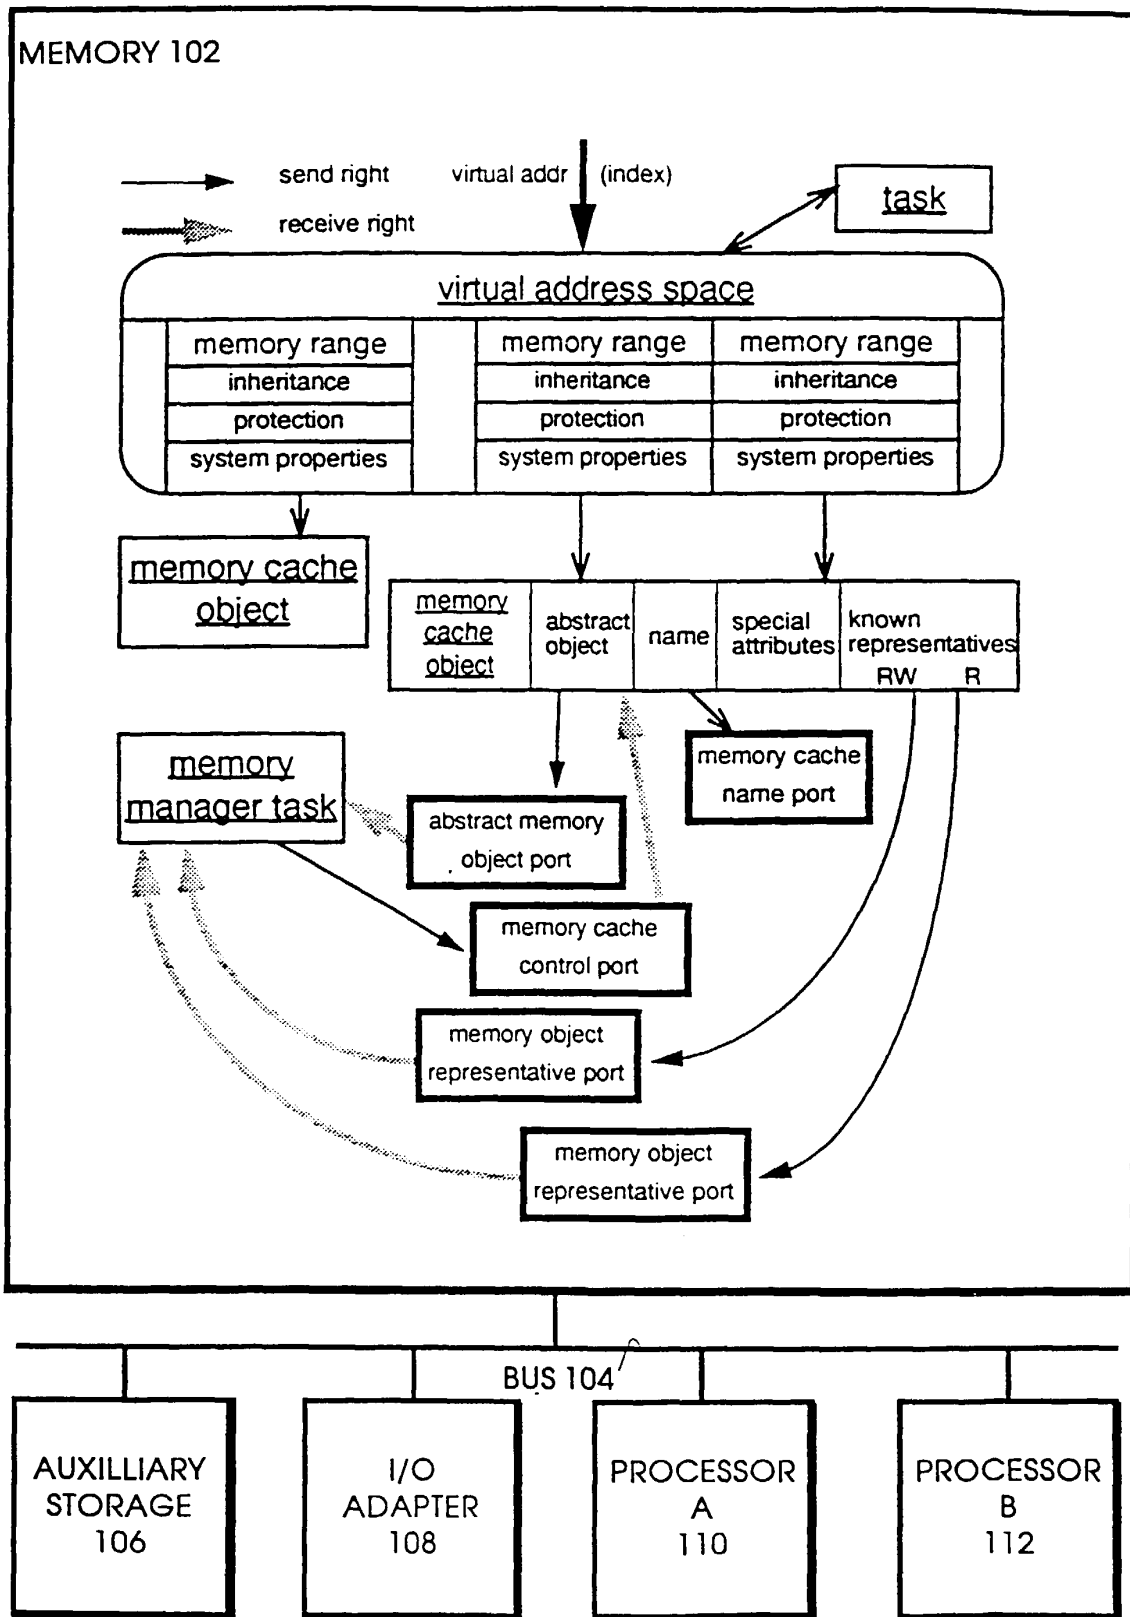 MEMORY 102
send right
virtual addr
(index)
receive right
task
virtual address space
memory range
memory range
memory range
inheritance
inheritance
inheritance
protection
protection
protection
system properties
system properties
system properties
memory cache
object
memory
cache
object
abstract
object
name
special
attributes
known
representatives
RW
R
memory
manager task
memory cache
name port
abstract memory
object port
memory cache
control port
memory object
representative port
memory object
representative port
BUS 104
AUXILLIARY
STORAGE
106
I/O
ADAPTER
108
PROCESSOR
A
110
PROCESSOR
B
112